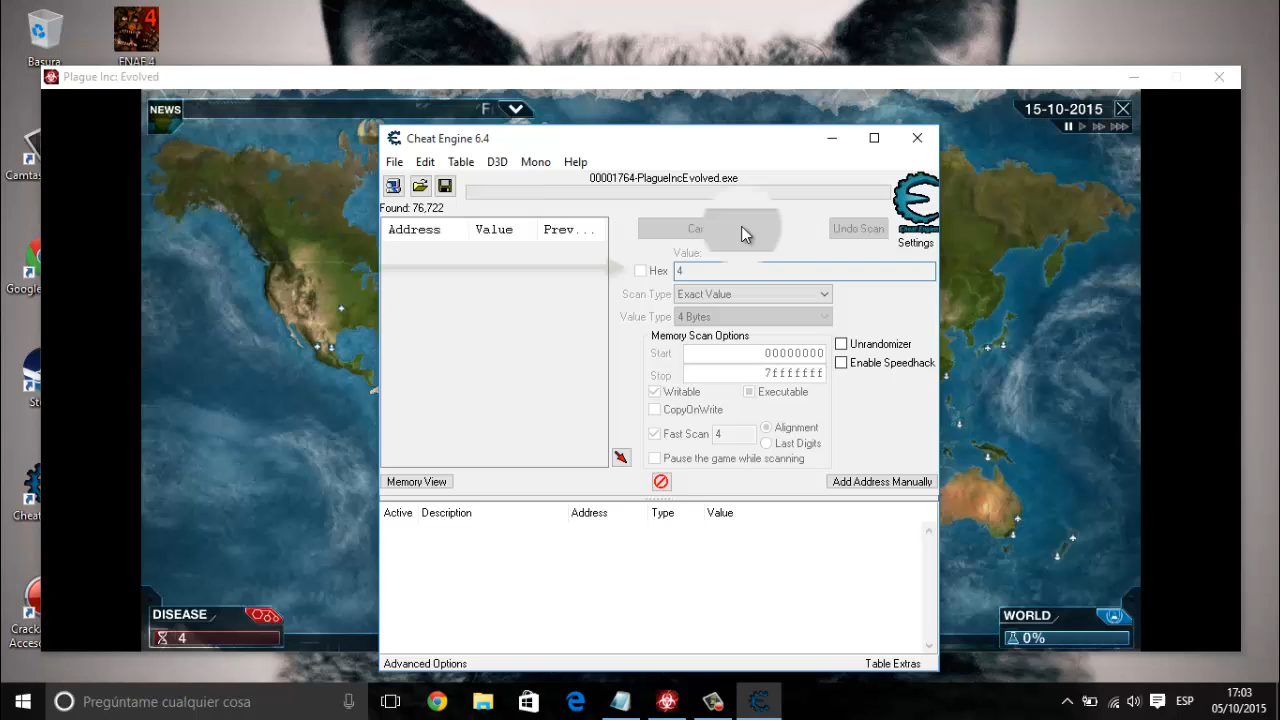 Basura
FNAF 4
Plague Inc: Evolved
NEWS
F
15-10-2015
Cheat Engine 6.4
File Edit Table D3D Mono Help
00001764-PlagueIncEvolved.exe
Found: 76,722
Address Value Prev...
Undo Scan
Settings
Value:
Hex 4
Scan Type Exact Value
Value Type 4 Bytes
Memory Scan Options
Start 00000000
Stop 7fffffff
Unrandomizer
Enable Speedhack
Writable Executable
CopyOnWrite
Fast Scan 4 Alignment
Last Digits
Pause the game while scanning
Memory View
Add Address Manually
Active Description Address Type Value
DISEASE
4
WORLD
0%
Advanced Options
Table Extras
Pregúntame cualquier cosa
ESP
17:03
05/10/2015